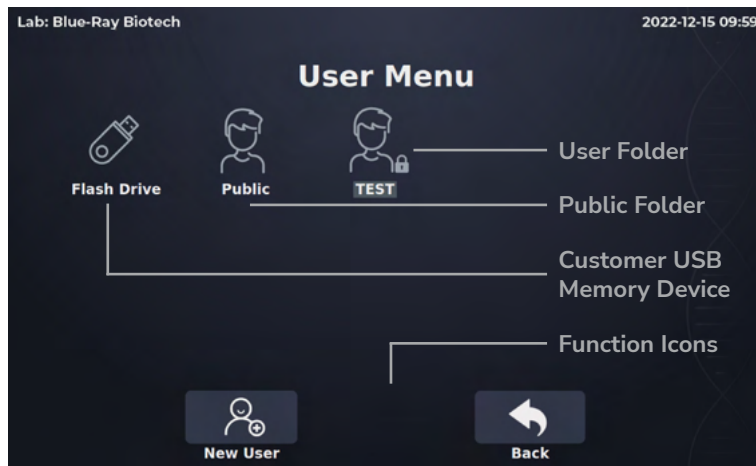 Lab: Blue-Ray Biotech
2022-12-15 09:59
User Menu
Flash Drive
Public
TEST
User Folder
Public Folder
Customer USB
Memory Device
Function Icons
New User
Back